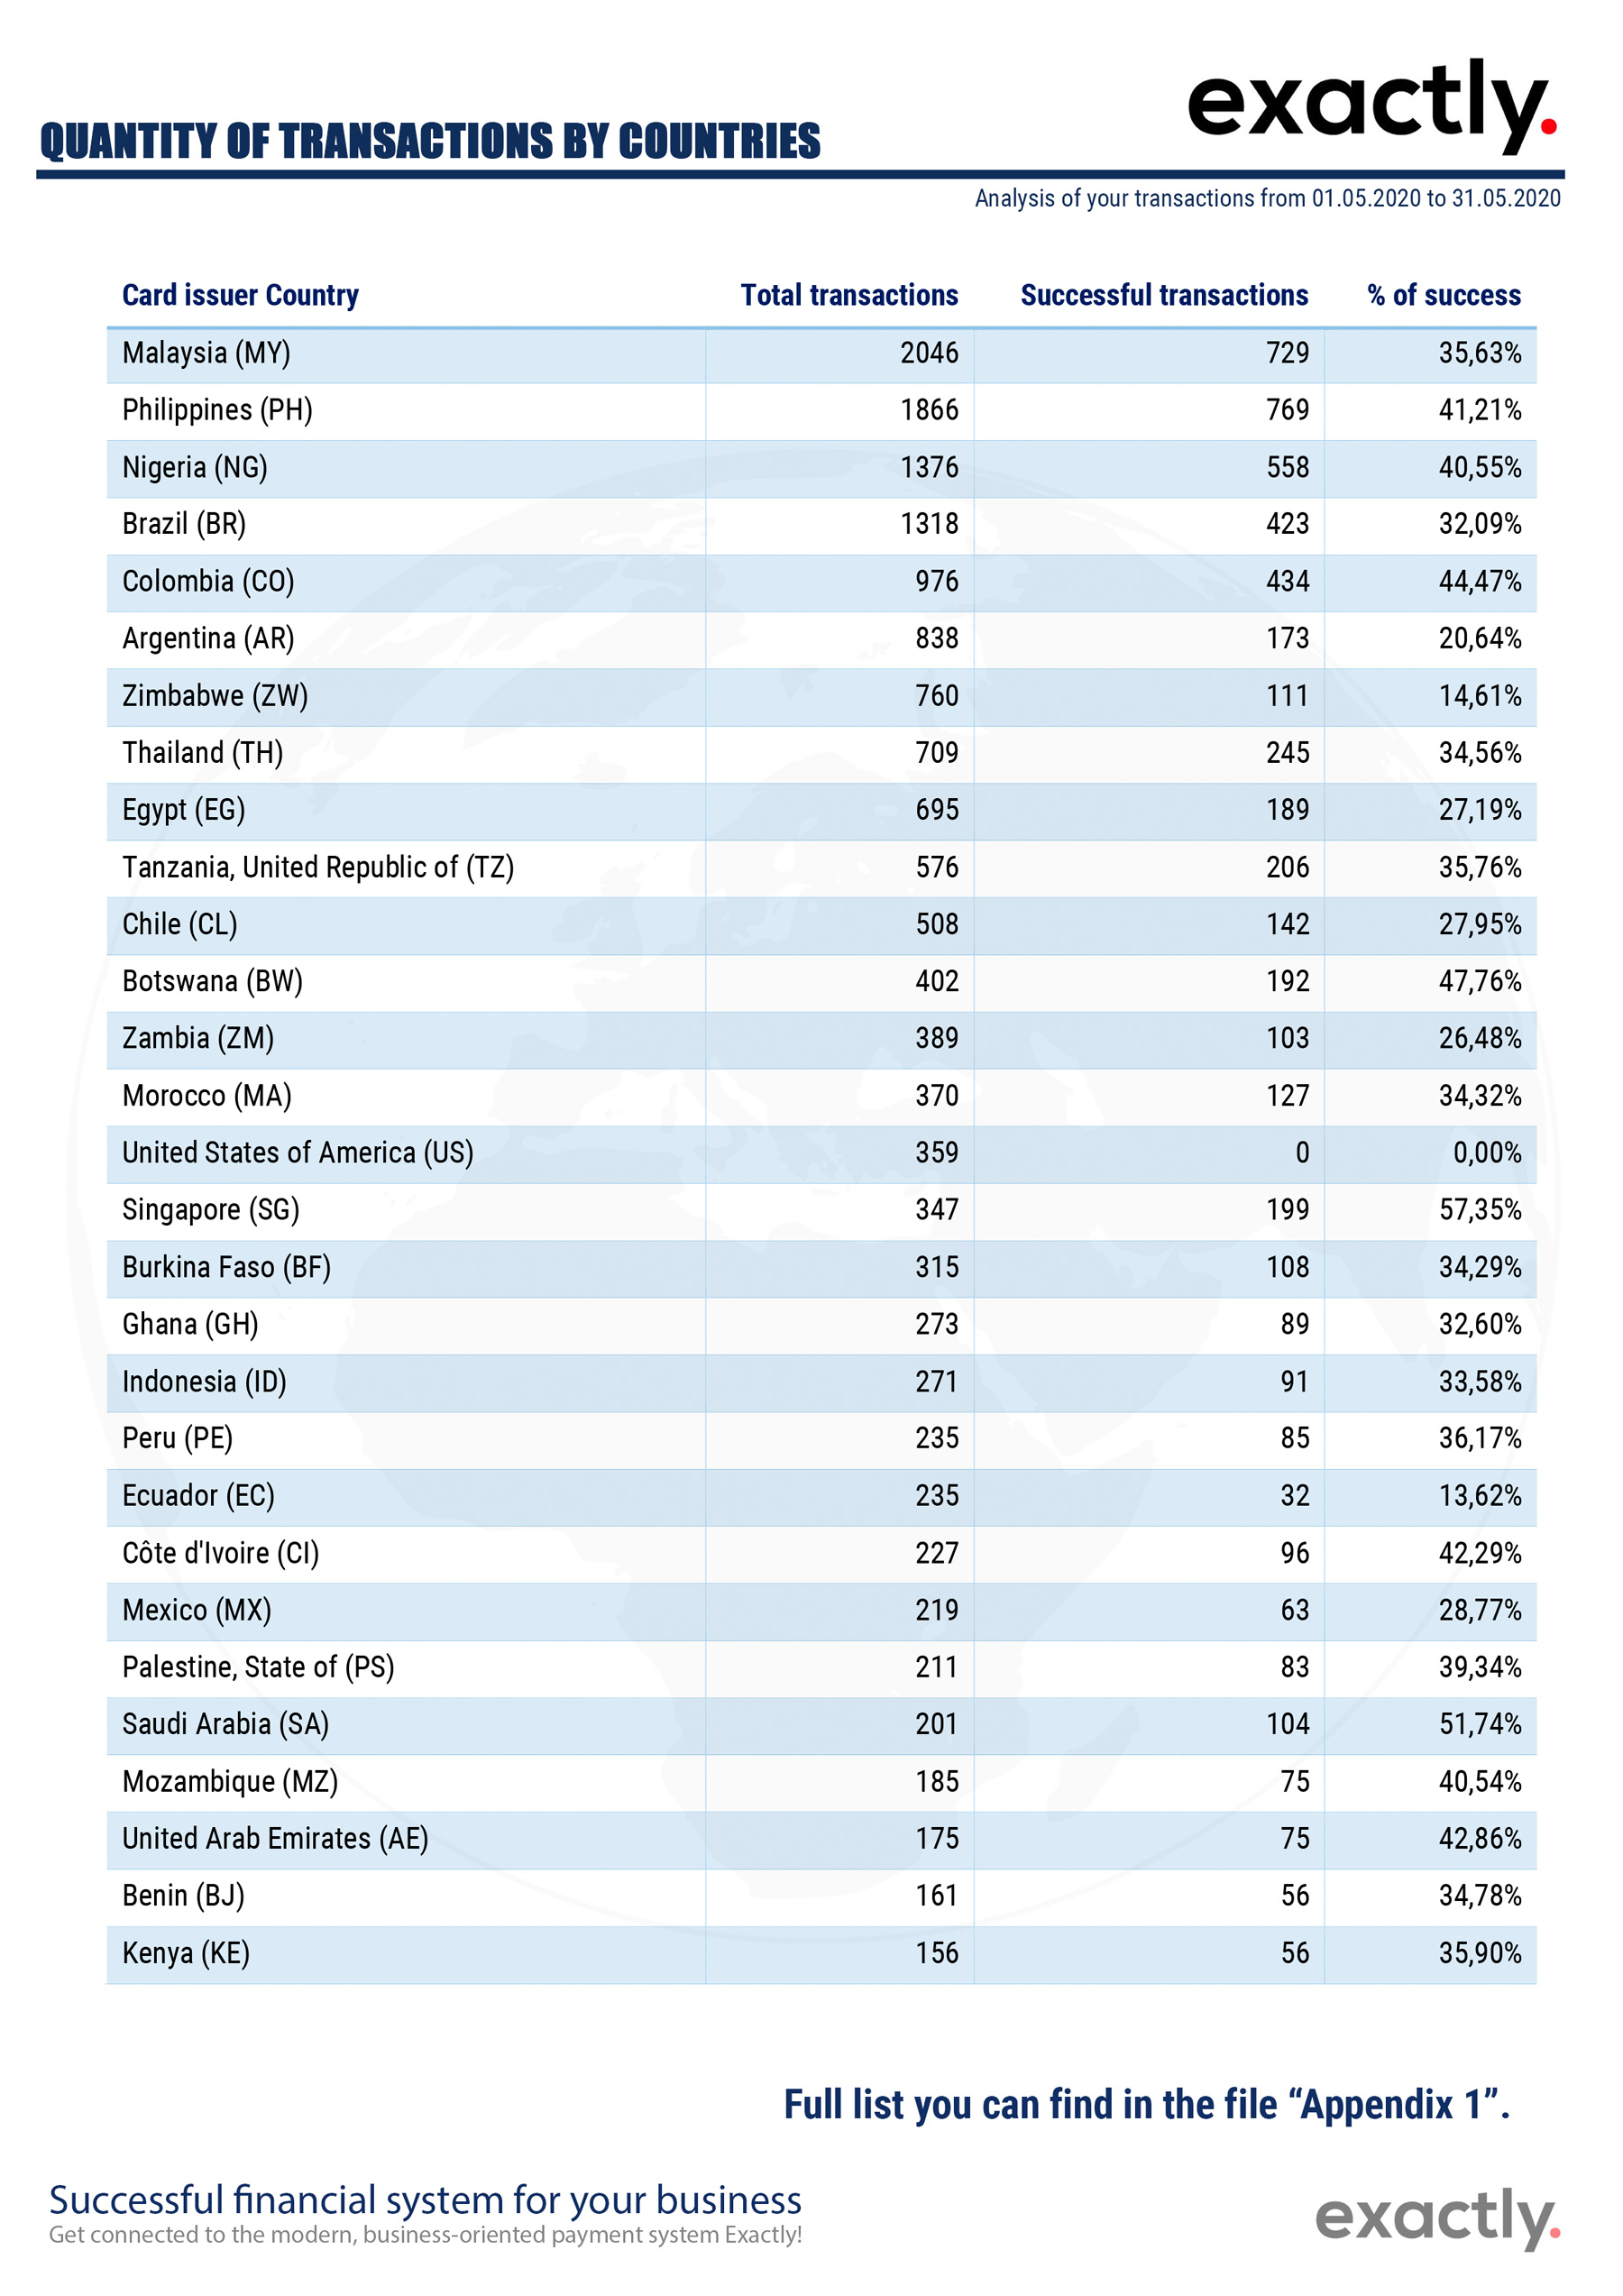 exactly.
QUANTITY OF TRANSACTIONS BY COUNTRIES
Analysis of your transactions from 01.05.2020 to 31.05.2020
Card issuer Country Total transactions Successful transactions % of success
Malaysia (MY) 2046 729 35,63%
Philippines (PH) 1866 769 41,21%
Nigeria (NG) 1376 558 40,55%
Brazil (BR) 1318 423 32,09%
Colombia (CO) 976 434 44,47%
Argentina (AR) 838 173 20,64%
Zimbabwe (ZW) 760 111 14,61%
Thailand (TH) 709 245 34,56%
Egypt (EG) 695 189 27,19%
Tanzania, United Republic of (TZ) 576 206 35,76%
Chile (CL) 508 142 27,95%
Botswana (BW) 402 192 47,76%
Zambia (ZM) 389 103 26,48%
Morocco (MA) 370 127 34,32%
United States of America (US) 359 0 0,00%
Singapore (SG) 347 199 57,35%
Burkina Faso (BF) 315 108 34,29%
Ghana (GH) 273 89 32,60%
Indonesia (ID) 271 91 33,58%
Peru (PE) 235 85 36,17%
Ecuador (EC) 235 32 13,62%
Côte d'Ivoire (CI) 227 96 42,29%
Mexico (MX) 219 63 28,77%
Palestine, State of (PS) 211 83 39,34%
Saudi Arabia (SA) 201 104 51,74%
Mozambique (MZ) 185 75 40,54%
United Arab Emirates (AE) 175 75 42,86%
Benin (BJ) 161 56 34,78%
Kenya (KE) 156 56 35,90%
Full list you can find in the file “Appendix 1”.
Successful financial system for your business
Get connected to the modern, business-oriented payment system Exactly!
exactly.